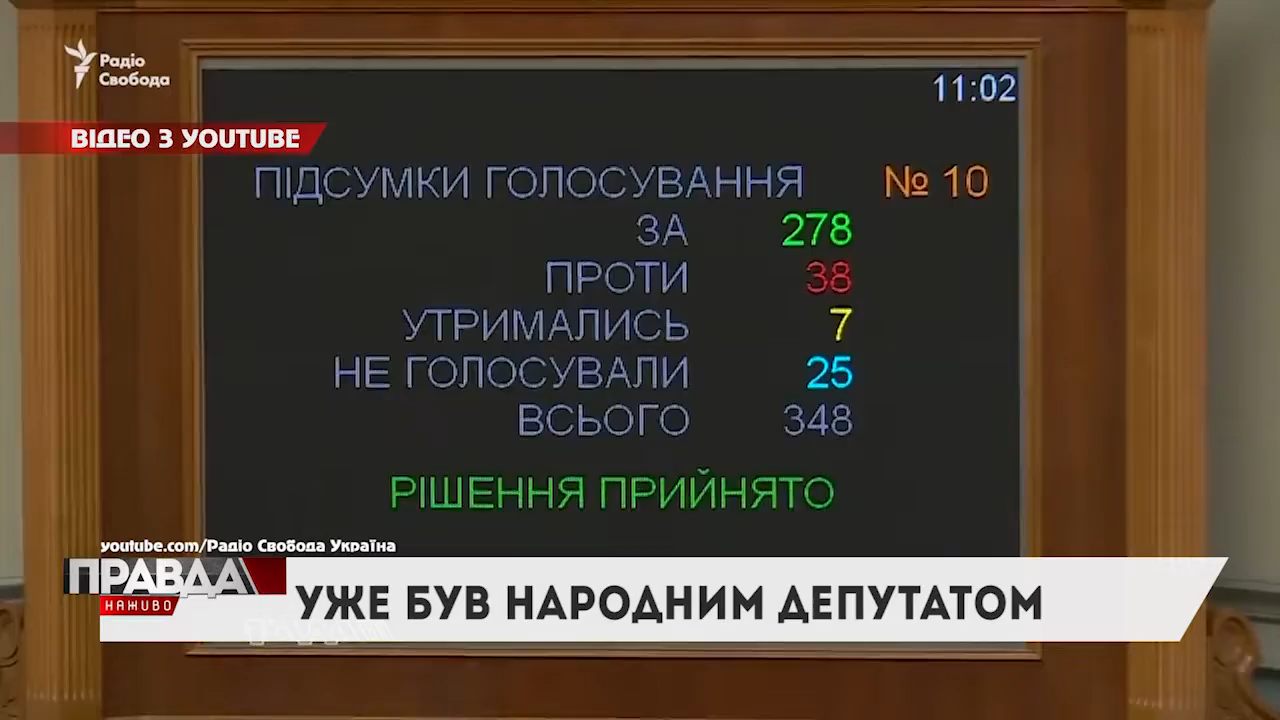 Радіо
Свобода
11:02
ВІДЕО З YOUTUBE
ПІДСУМКИ ГОЛОСУВАННЯ № 10
ЗА 278
ПРОТИ 38
УТРИМАЛИСЬ 7
НЕ ГОЛОСУВАЛИ 25
ВСЬОГО 348
РІШЕННЯ ПРИЙНЯТО
youtube.com/Радіо Свобода Україна
ПРАВДА
НАЖИВО
УЖЕ БУВ НАРОДНИМ ДЕПУТАТОМ